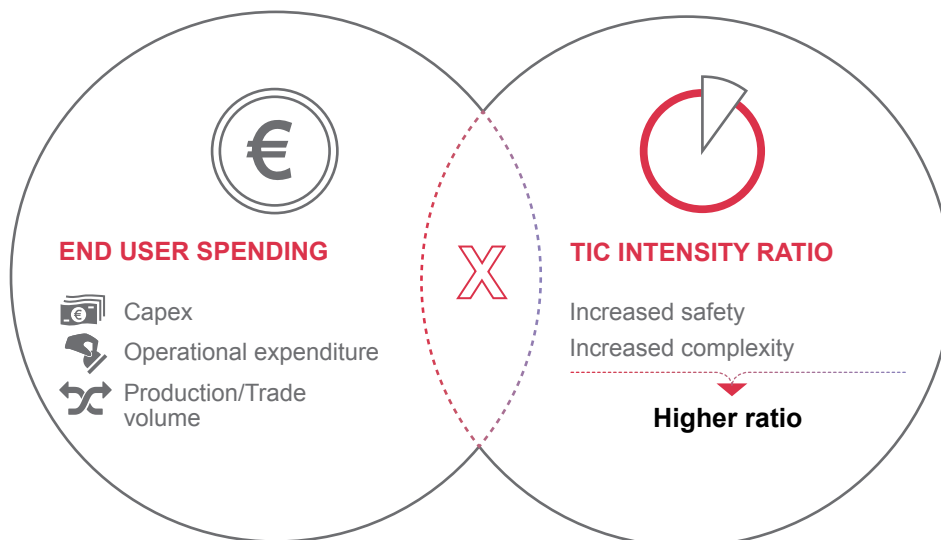 €
END USER SPENDING
€
Capex
Operational expenditure
Production/Trade
volume
X
TIC INTENSITY RATIO
Increased safety
Increased complexity
Higher ratio